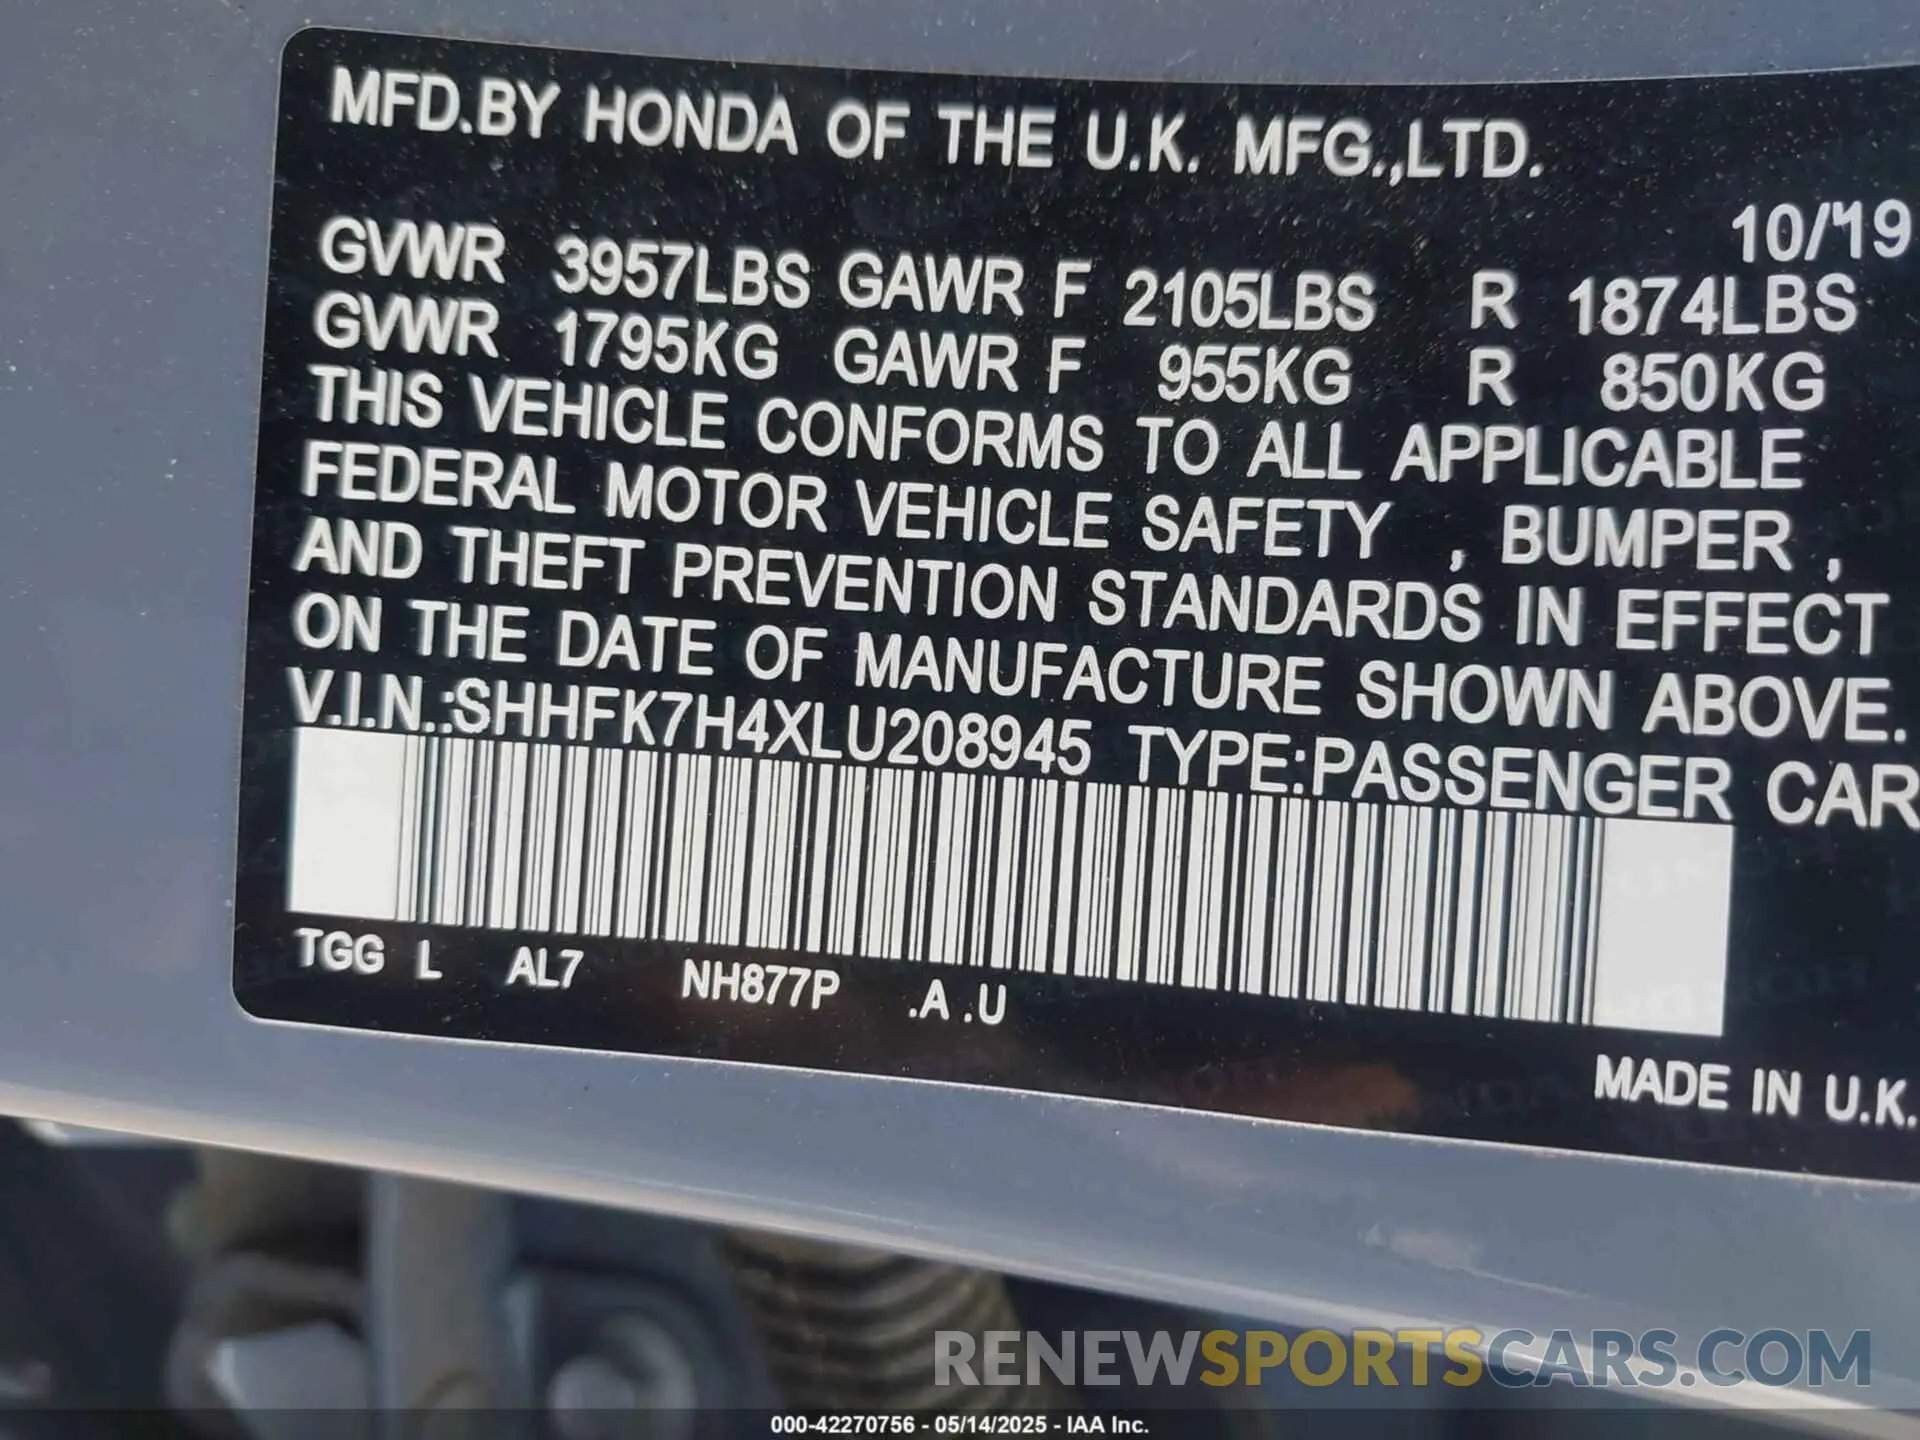 MFD.BY HONDA OF THE U.K. MFG.,LTD.
10/19
GVWR 3957LBS GAWR F 2105LBS R 1874LBS
GVWR 1795KG GAWR F 955KG R 850KG
THIS VEHICLE CONFORMS TO ALL APPLICABLE
FEDERAL MOTOR VEHICLE SAFETY , BUMPER ,
AND THEFT PREVENTION STANDARDS IN EFFECT
ON THE DATE OF MANUFACTURE SHOWN ABOVE.
V.I.N.:SHHFK7H4XLU208945 TYPE:PASSENGER CAR
TGG L AL7 NH877P .A .U
MADE IN U.K.
RENEWSPORTSCARS.COM
000-42270756 - 05/14/2025 - IAA Inc.